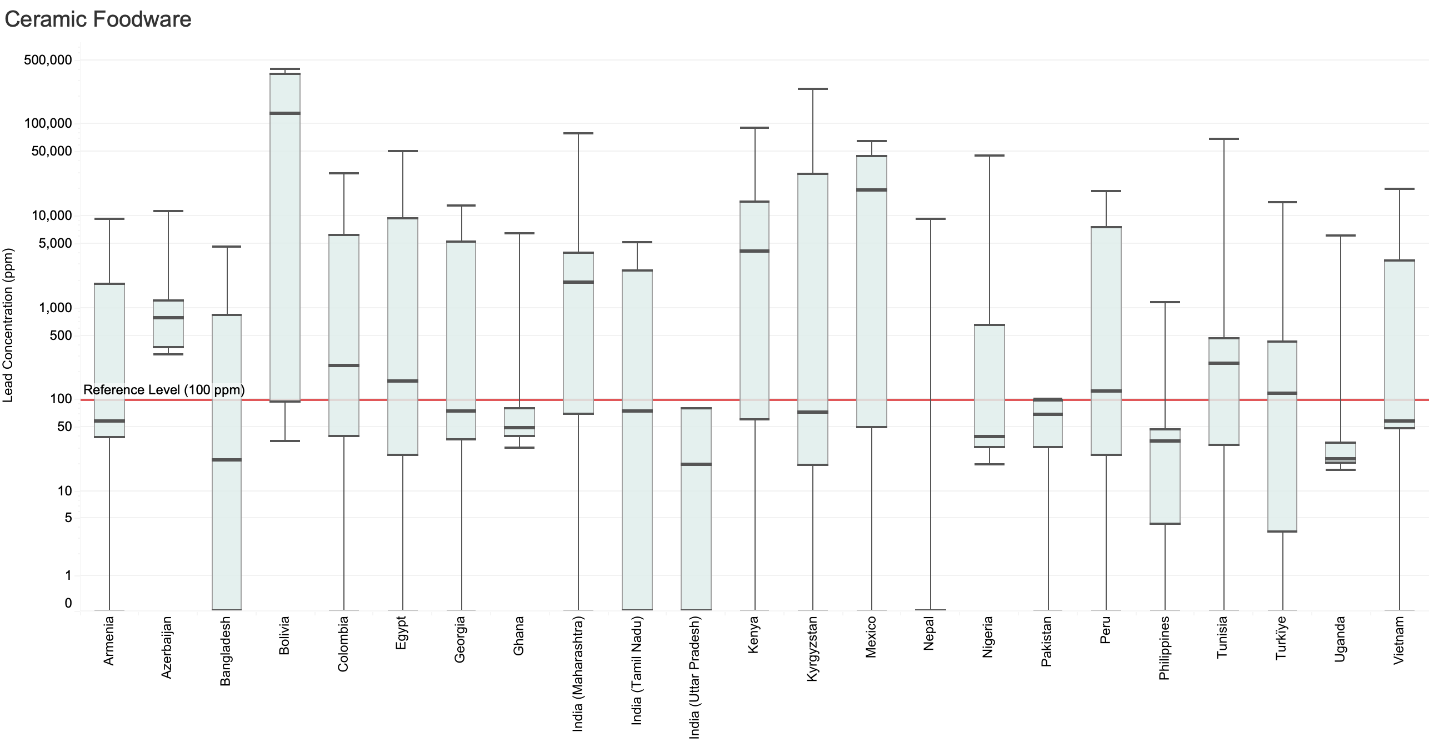 Ceramic Foodware
500,000
100,000
50,000
10,000
5,000
1,000
500
100
50
10
5
1
0
Lead Concentration (ppm)
Reference Level (100 ppm)
Armenia
Azerbaijan
Bangladesh
Bolivia
Colombia
Egypt
Georgia
Ghana
India (Maharashtra)
India (Tamil Nadu)
India (Uttar Pradesh)
Kenya
Kyrgyzstan
Mexico
Nepal
Nigeria
Pakistan
Peru
Philippines
Tunisia
Turkiye
Uganda
Vietnam